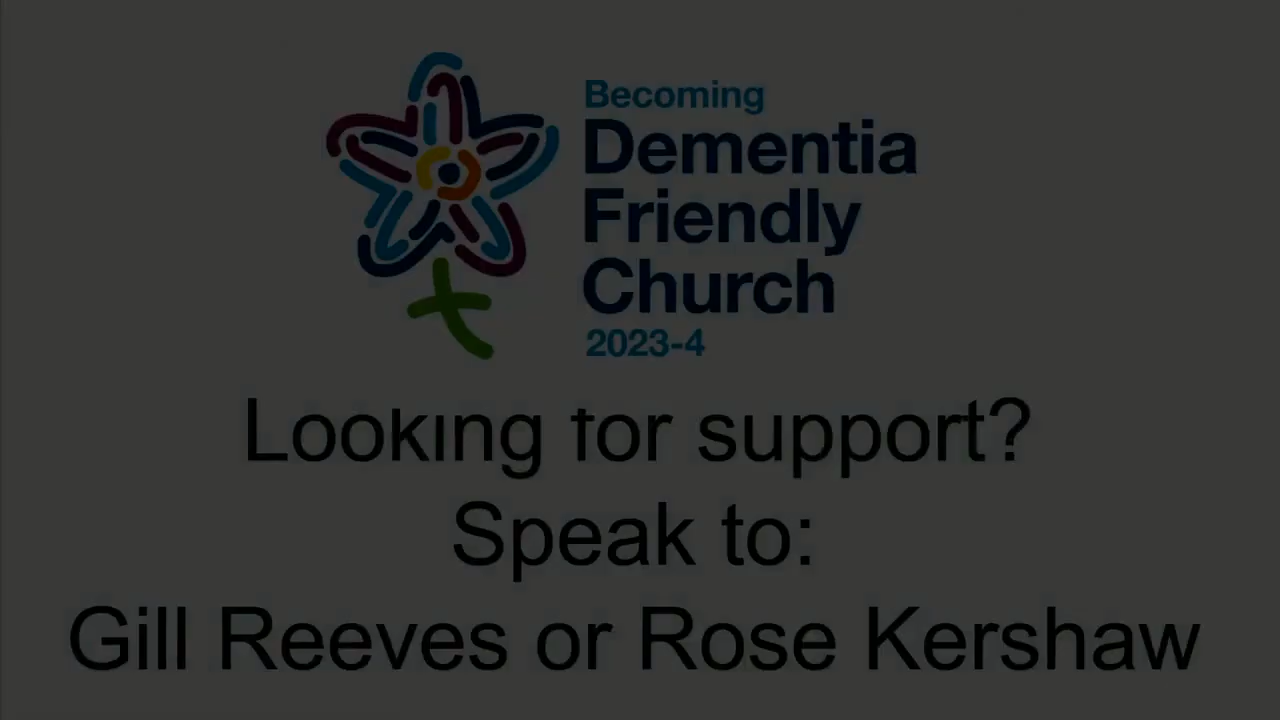 Becoming
Dementia
Friendly
Church
2023-4
Looking for support?
Speak to:
Gill Reeves or Rose Kershaw